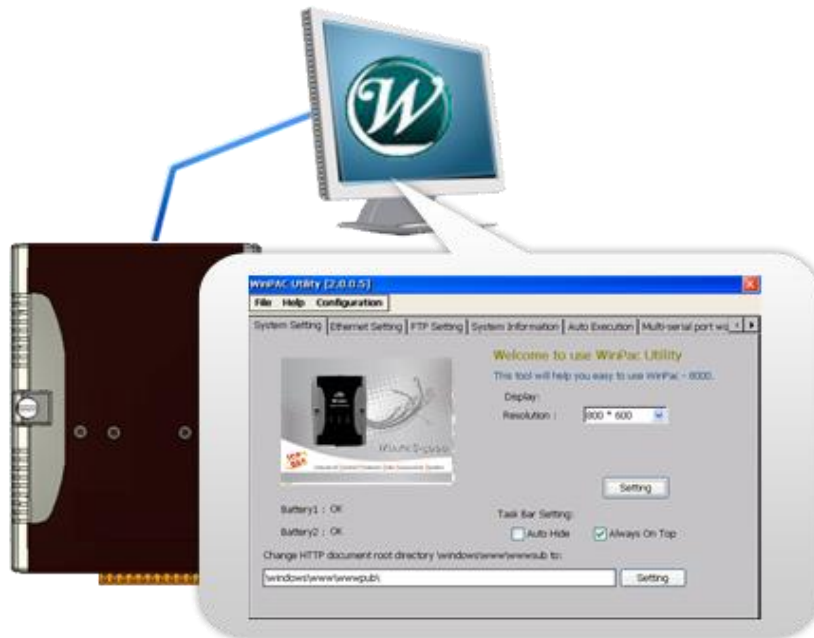 W
WinPAC Utility [2.0.0.5]
File Help Configuration
System Setting Ethernet Setting FTP Setting System Information Auto Execution Multi-serial port
Welcome to use WinPac Utility
This tool will help you easy to use WinPac - 8000.
Display:
Resolution : 800 * 600
Setting
Battery1 : OK
Task Bar Setting:
Battery2 : OK
Auto Hide Always On Top
Change HTTP document root directory \windows\www\wwwpub to:
\windows\www\wwwpub\
Setting